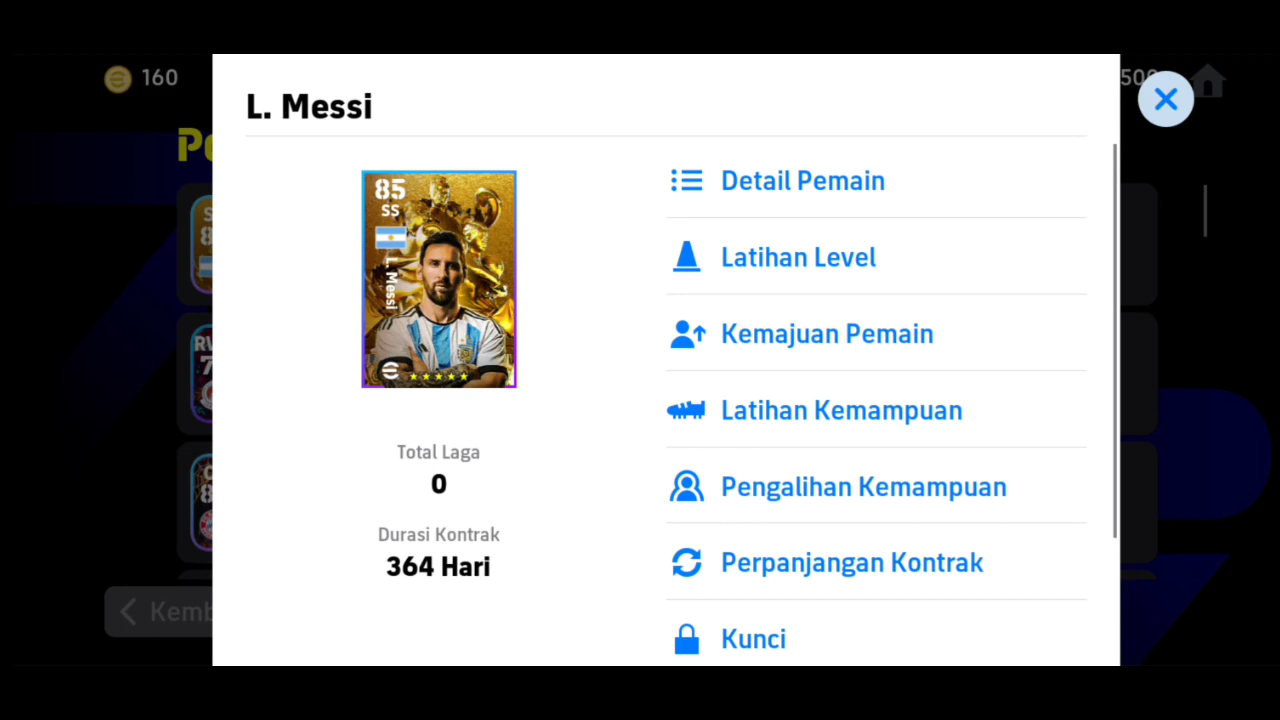 160
500
L. Messi
85
SS
L. Messi
Total Laga
0
Durasi Kontrak
364 Hari
Detail Pemain
Latihan Level
Kemajuan Pemain
Latihan Kemampuan
Pengalihan Kemampuan
Perpanjangan Kontrak
Kunci